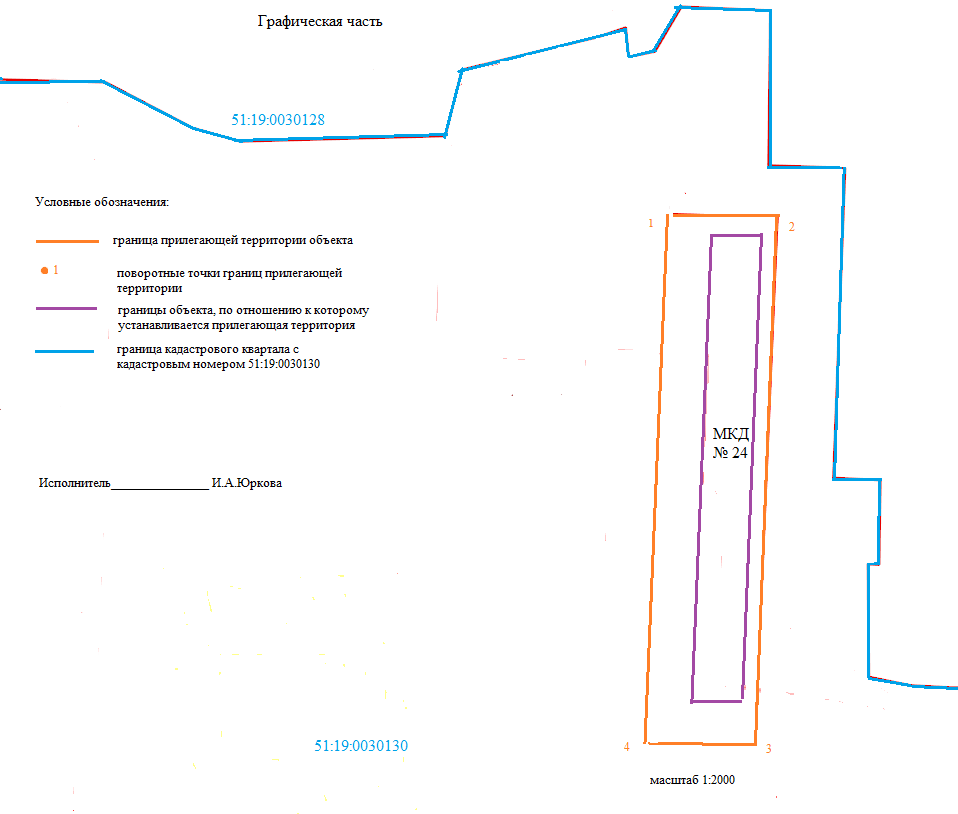 Графическая часть
51:19:0030128
Условные обозначения:
граница прилегающей территории объекта
1
поворотные точки границ прилегающей
территории
границы объекта, по отношению к которому
устанавливается прилегающая территория
граница кадастрового квартала с
кадастровым номером 51:19:0030130
1
2
МКД
№ 24
Исполнитель________________ И.А.Юркова
51:19:0030130
4
3
масштаб 1:2000